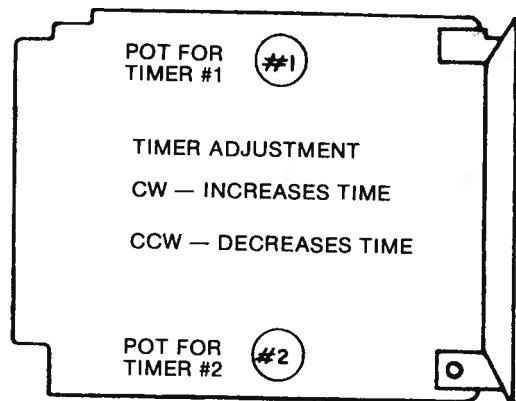 POT FOR
TIMER #1
#1
TIMER ADJUSTMENT
CW — INCREASES TIME
CCW — DECREASES TIME
POT FOR
TIMER #2
#2